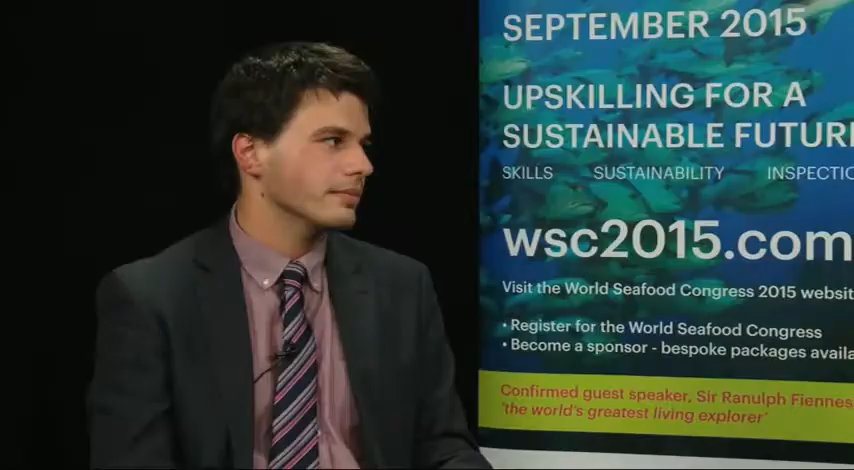 SEPTEMBER 2015
UPSKILLING FOR A
SUSTAINABLE FUTUR
SKILLS SUSTAINABILITY INSPECTIO
wsc2015.com
Visit the World Seafood Congress 2015 websit
• Register for the World Seafood Congress
• Become a sponsor - bespoke packages availa
Confirmed guest speaker, Sir Ranulph Fiennes
'the world's greatest living explorer'